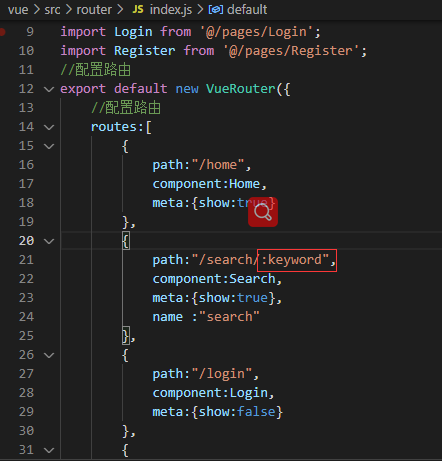 vue > src > router > JS index.js > default
9 import Login from '@/pages/Login';
10 import Register from '@/pages/Register';
11 //配置路由
12 export default new VueRouter({
13 //配置路由
14 routes:[
15 {
16 path:"/home",
17 component:Home,
18 meta:{show:true}
19 },
20 {
21 path:"/search/:keyword",
22 component:Search,
23 meta:{show:true},
24 name :"search"
25 },
26 {
27 path:"/login",
28 component:Login,
29 meta:{show:false}
30 },
31 {